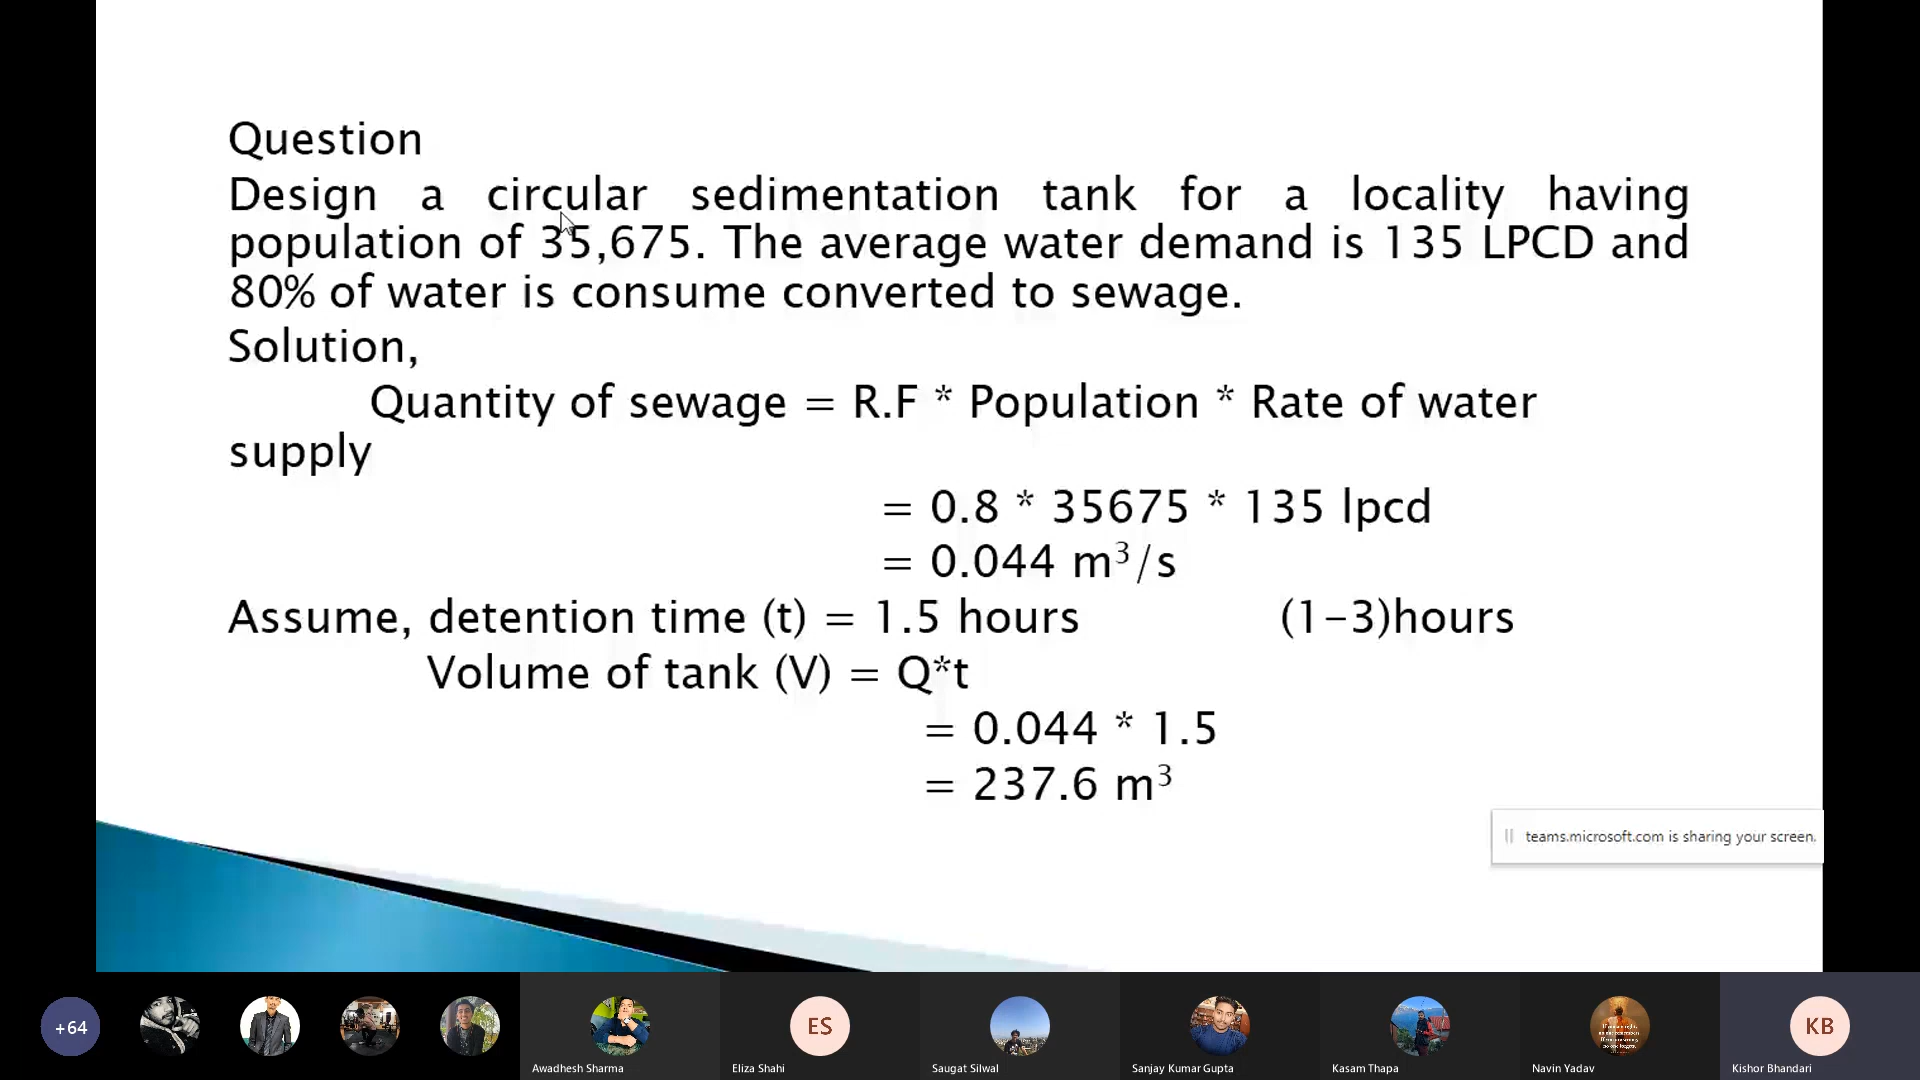 Question
Design a circular sedimentation tank for a locality having
population of 35,675. The average water demand is 135 LPCD and
80% of water is consume converted to sewage.
Solution,
Quantity of sewage = R.F * Population * Rate of water
supply
= 0.8 * 35675 * 135 lpcd
= 0.044 m³/s
Assume, detention time (t) = 1.5 hours (1-3)hours
Volume of tank (V) = Q*t
= 0.044 * 1.5
= 237.6 m³
teams.microsoft.com is sharing your screen.
+64
ES
KB
Awadhesh Sharma
Eliza Shahi
Saugat Silwal
Sanjay Kumar Gupta
Kasam Thapa
Navin Yadav
Kishor Bhandari